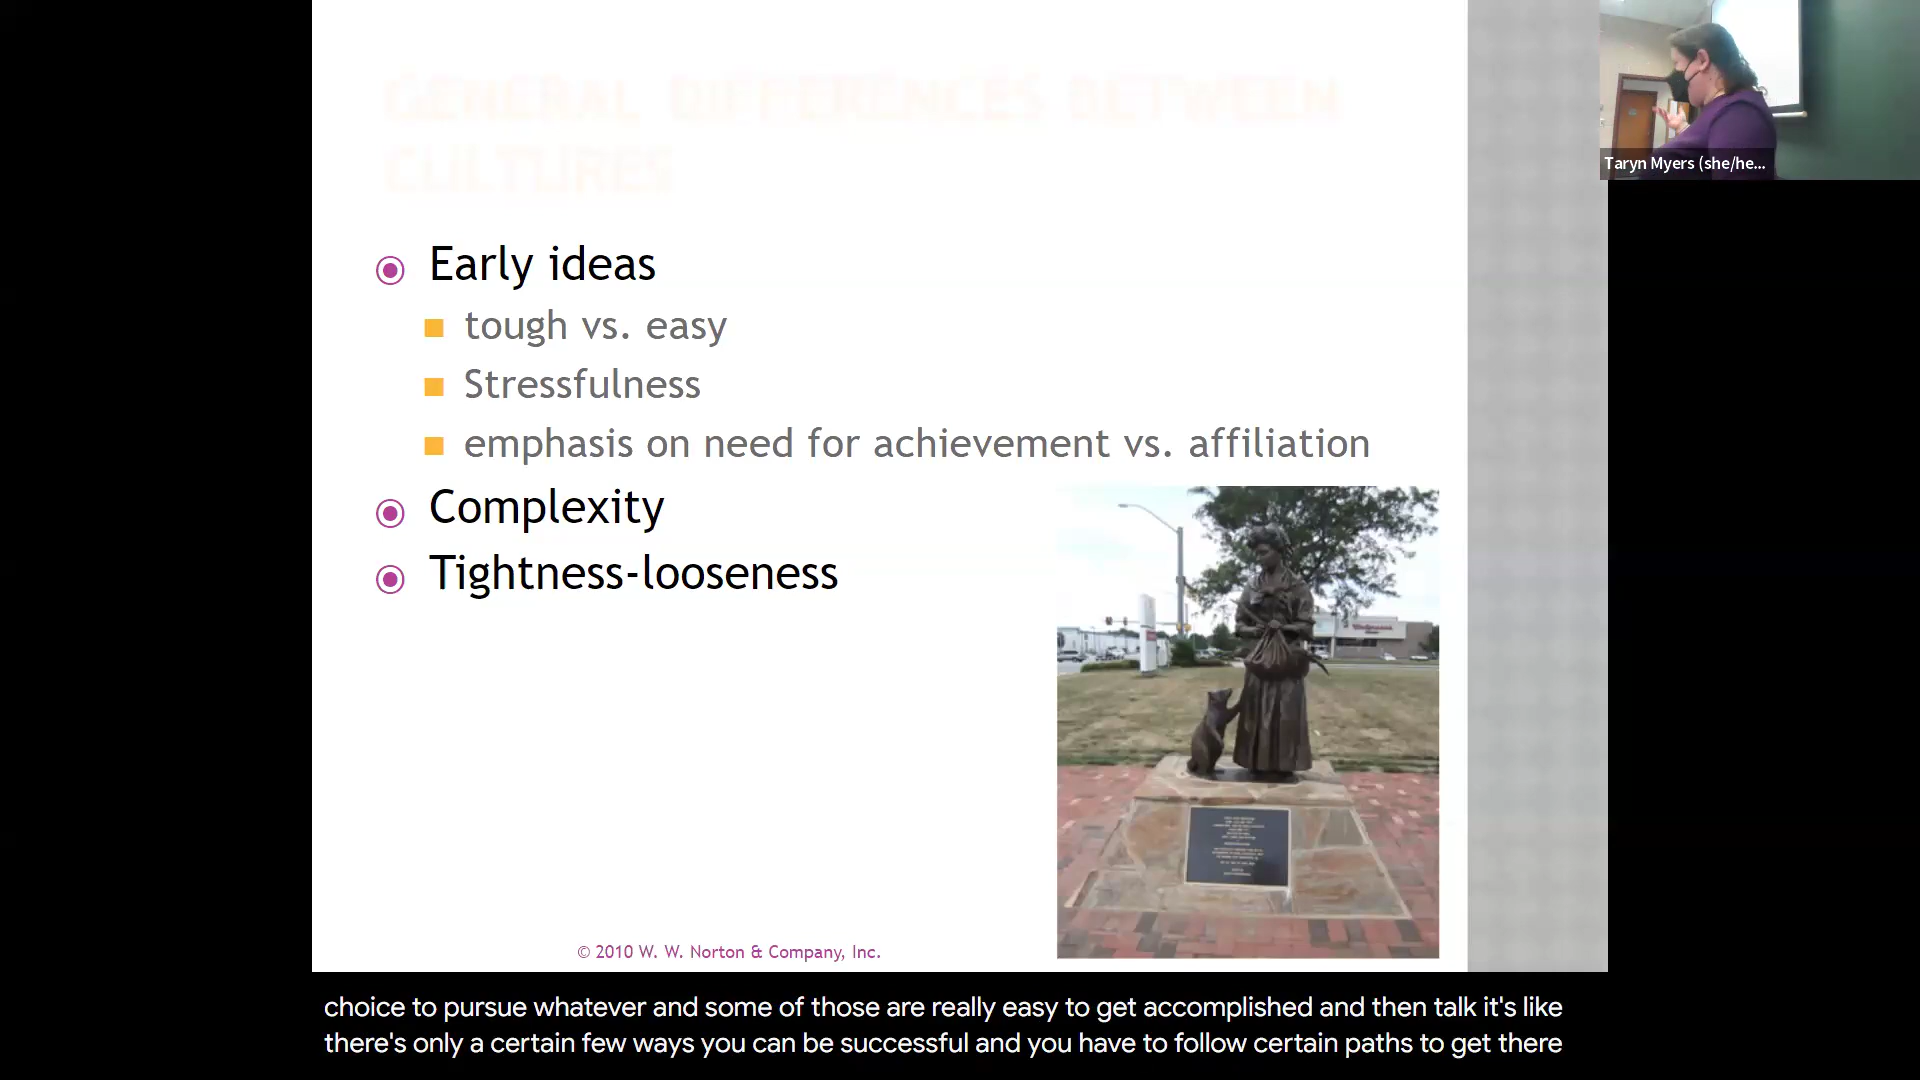 GENERAL DIFFERENCES BETWEEN
CULTURES
Early ideas
tough vs. easy
Stressfulness
emphasis on need for achievement vs. affiliation
Complexity
Tightness-looseness
© 2010 W. W. Norton & Company, Inc.
Taryn Myers (she/he...
choice to pursue whatever and some of those are really easy to get accomplished and then talk it's like
there's only a certain few ways you can be successful and you have to follow certain paths to get there